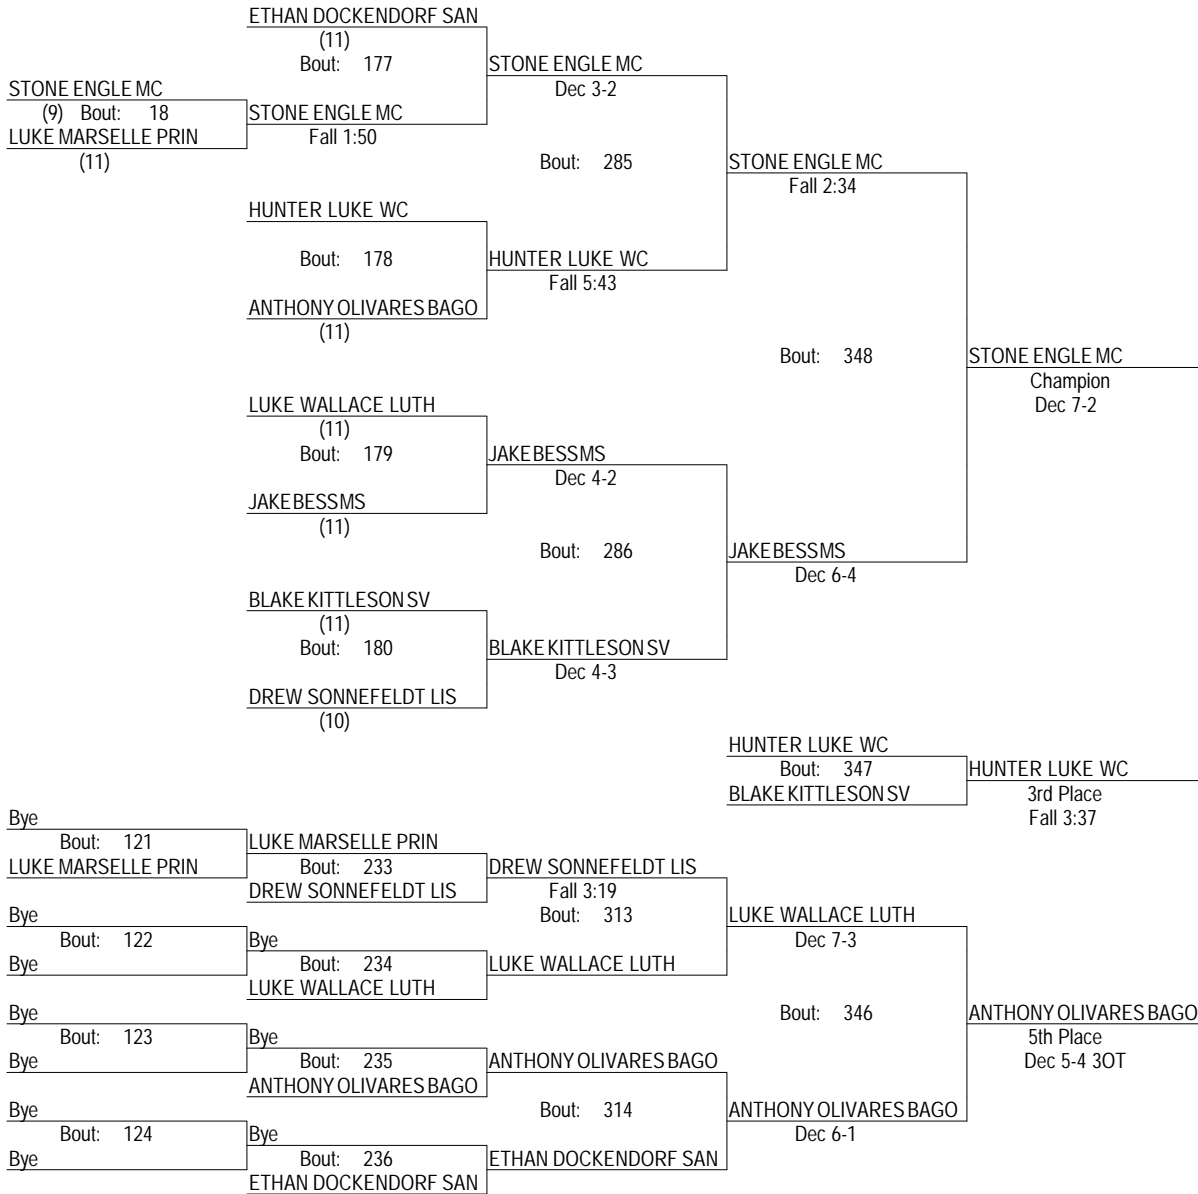 ETHAN DOCKENDORF SAN
(11)
Bout: 177
STONE ENGLE MC
Dec 3-2
STONE ENGLE MC
(9) Bout: 18
STONE ENGLE MC
LUKE MARSELLE PRIN
Fall 1:50
(11)
Bout: 285
STONE ENGLE MC
Fall 2:34
HUNTER LUKE WC
Bout: 178
HUNTER LUKE WC
Fall 5:43
ANTHONY OLIVARES BAGO
(11)
Bout: 348
STONE ENGLE MC
Champion
Dec 7-2
LUKE WALLACE LUTH
(11)
Bout: 179
JAKE BESS MS
Dec 4-2
JAKE BESS MS
(11)
Bout: 286
JAKE BESS MS
Dec 6-4
BLAKE KITTLESON SV
(11)
Bout: 180
BLAKE KITTLESON SV
Dec 4-3
DREW SONNEFELDT LIS
(10)
HUNTER LUKE WC
Bout: 347
HUNTER LUKE WC
BLAKE KITTLESON SV
3rd Place
Fall 3:37
Bye
Bout: 121
LUKE MARSELLE PRIN
LUKE MARSELLE PRIN
Bout: 233
DREW SONNEFELDT LIS
DREW SONNEFELDT LIS
Fall 3:19
Bye
Bout: 313
LUKE WALLACE LUTH
Bout: 122
Bye
Dec 7-3
Bye
Bout: 234
LUKE WALLACE LUTH
LUKE WALLACE LUTH
Bye
Bout: 346
ANTHONY OLIVARES BAGO
Bout: 123
Bye
5th Place
Bye
Bout: 235
ANTHONY OLIVARES BAGO
Dec 5-4 3OT
ANTHONY OLIVARES BAGO
Bye
Bout: 314
ANTHONY OLIVARES BAGO
Bout: 124
Bye
Dec 6-1
Bye
Bout: 236
ETHAN DOCKENDORF SAN
ETHAN DOCKENDORF SAN